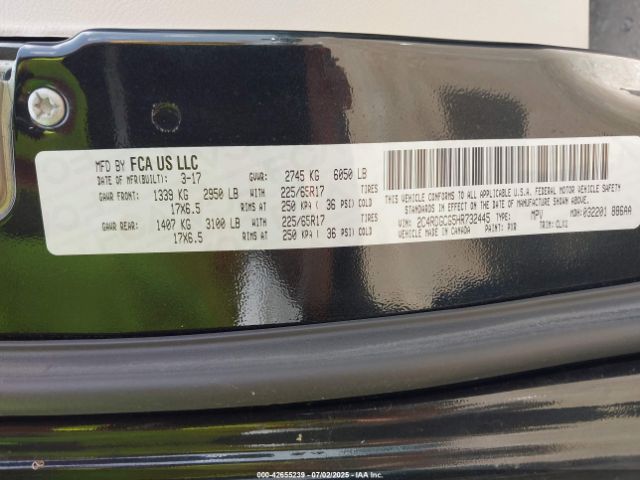 MFD BY FCA US LLC
DATE OF MFR(BUILT): 3-17 GVWR: 2745 KG 6050 LB
GAWR FRONT: 1339 KG 2950 LB WITH 225/65R17 TIRES
17X6.5 RIMS AT 250 KPA ( 36 PSI) COLD
GAWR REAR: 1407 KG 3100 LB WITH 225/65R17 TIRES
17X6.5 RIMS AT 250 KPA ( 36 PSI) COLD
THIS VEHICLE CONFORMS TO ALL APPLICABLE U.S.A. FEDERAL MOTOR VEHICLE SAFETY
STANDARDS IN EFFECT ON THE DATE OF MANUFACTURE SHOWN ABOVE.
VIN: 2C4RDGCG5HR732445 TYPE: MPV MDH: 032201 886AA
VEHICLE MADE IN CANADA PAINT: PXR TRIM:
000-42655239 - 07/02/2025 - IAA Inc.